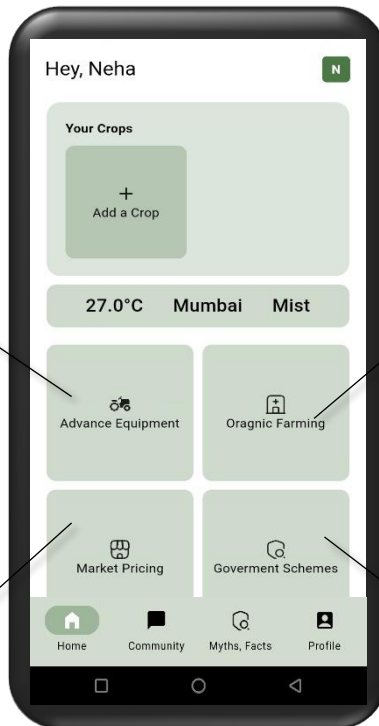 Hey, Neha
N
Your Crops
+
Add a Crop
27.0°C Mumbai Mist
Advance Equipment
Oragnic Farming
Market Pricing
Goverment Schemes
Home Community Myths, Facts Profile